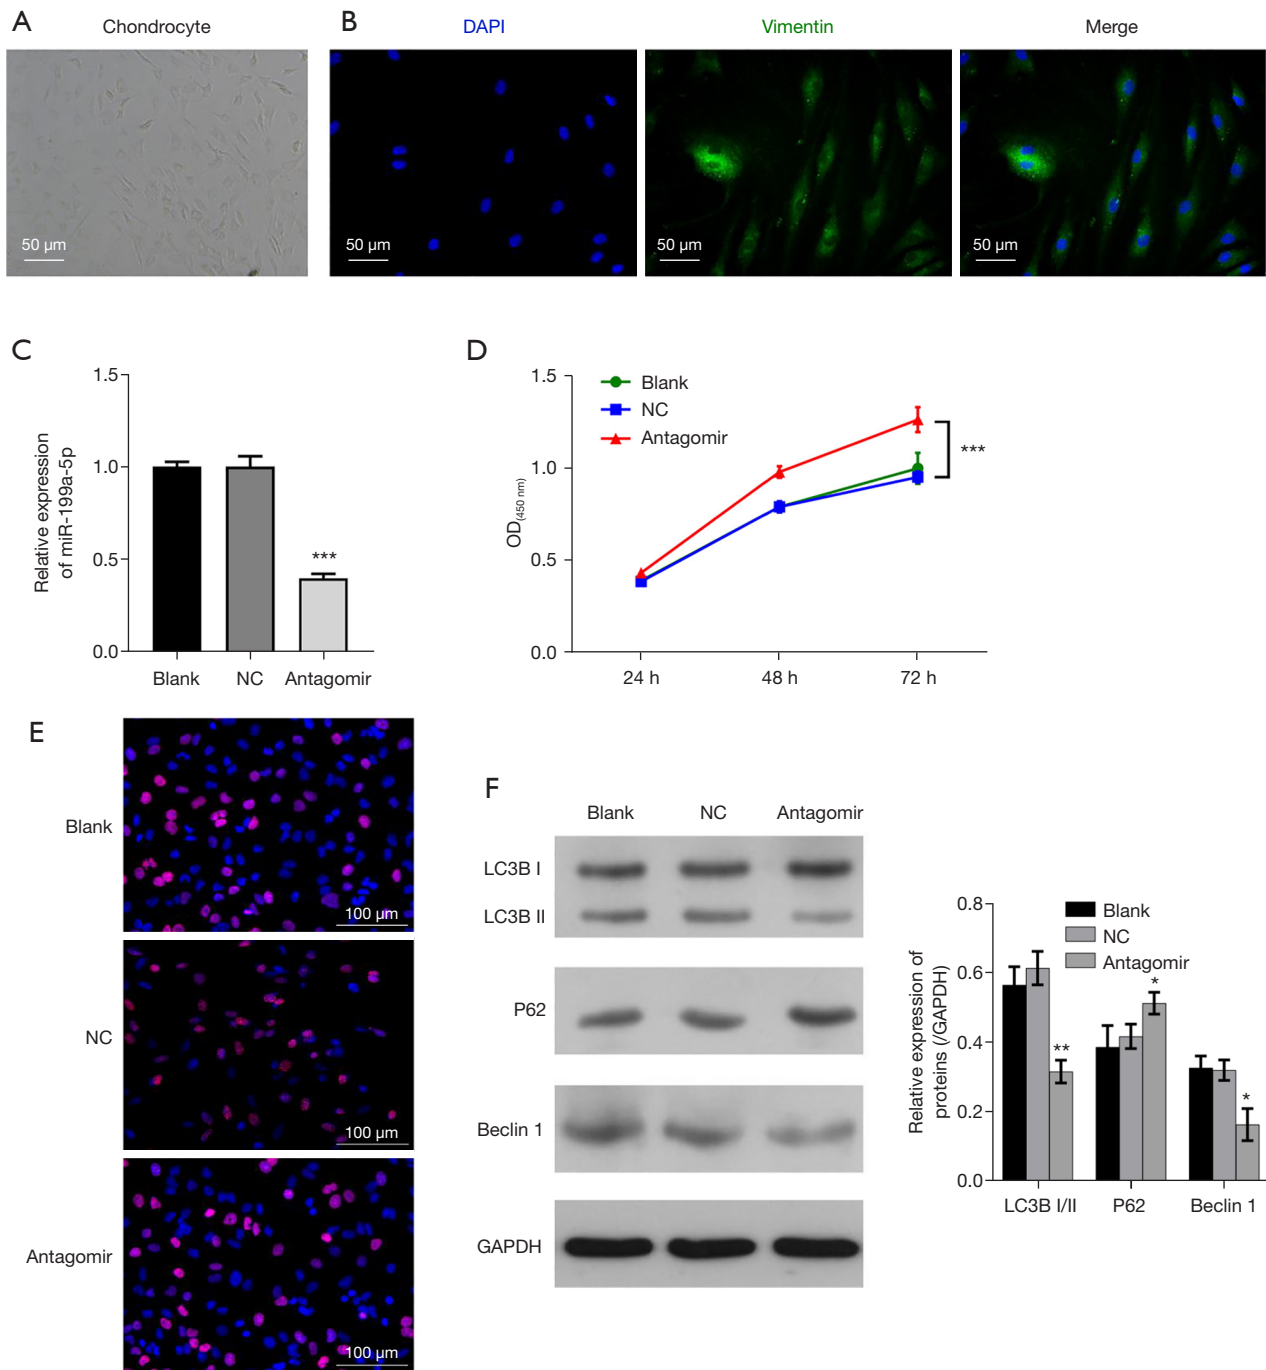 A
Chondrocyte
50 µm
B
DAPI
Vimentin
Merge
50 µm
50 µm
50 µm
C
Relative expression
of miR-199a-5p
1.5
1.0
0.5
0.0
***
Blank
NC
Antagomir
D
OD(450 nm)
1.5
1.0
0.5
0.0
Blank
NC
Antagomir
***
24 h
48 h
72 h
E
Blank
100 µm
NC
100 µm
Antagomir
100 µm
F
Blank
NC
Antagomir
LC3B I
LC3B II
P62
Beclin 1
GAPDH
Relative expression of
proteins (/GAPDH)
0.8
0.6
0.4
0.2
0.0
Blank
NC
Antagomir
**
*
*
LC3B I/II
P62
Beclin 1